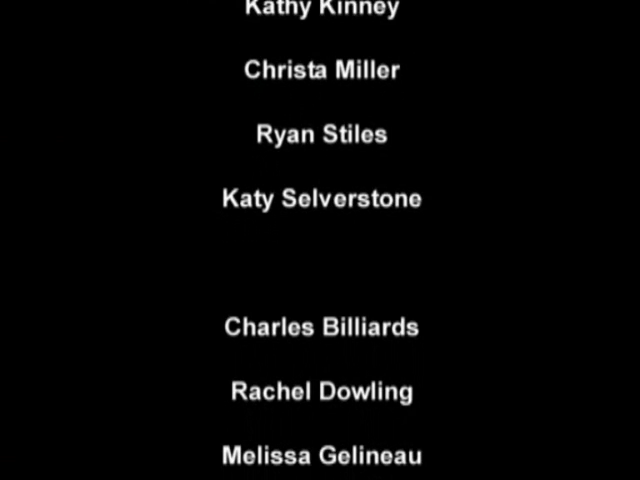 Kathy Kinney
Christa Miller
Ryan Stiles
Katy Selverstone
Charles Billiards
Rachel Dowling
Melissa Gelineau